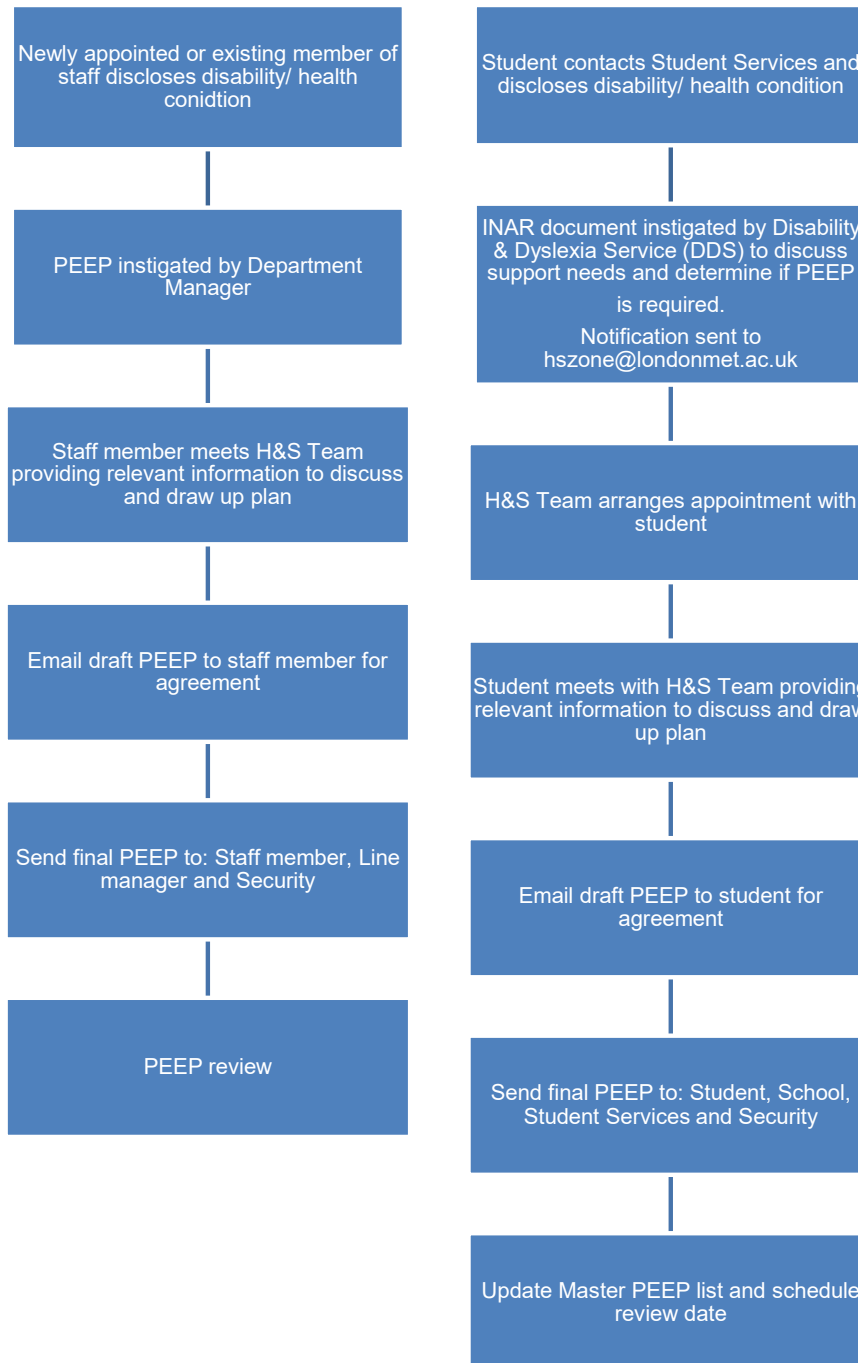 Newly appointed or existing member of
staff discloses disability/ health
conidtion
PEEP instigated by Department
Manager
Staff member meets H&S Team
providing relevant information to discuss
and draw up plan
Email draft PEEP to staff member for
agreement
Send final PEEP to: Staff member, Line
manager and Security
PEEP review
Student contacts Student Services and
discloses disability/ health condition
INAR document instigated by Disability
& Dyslexia Service (DDS) to discuss
support needs and determine if PEEP
is required.
Notification sent to
hszone@londonmet.ac.uk
H&S Team arranges appointment with
student
Student meets with H&S Team providing
relevant information to discuss and draw
up plan
Email draft PEEP to student for
agreement
Send final PEEP to: Student, School,
Student Services and Security
Update Master PEEP list and schedule
review date